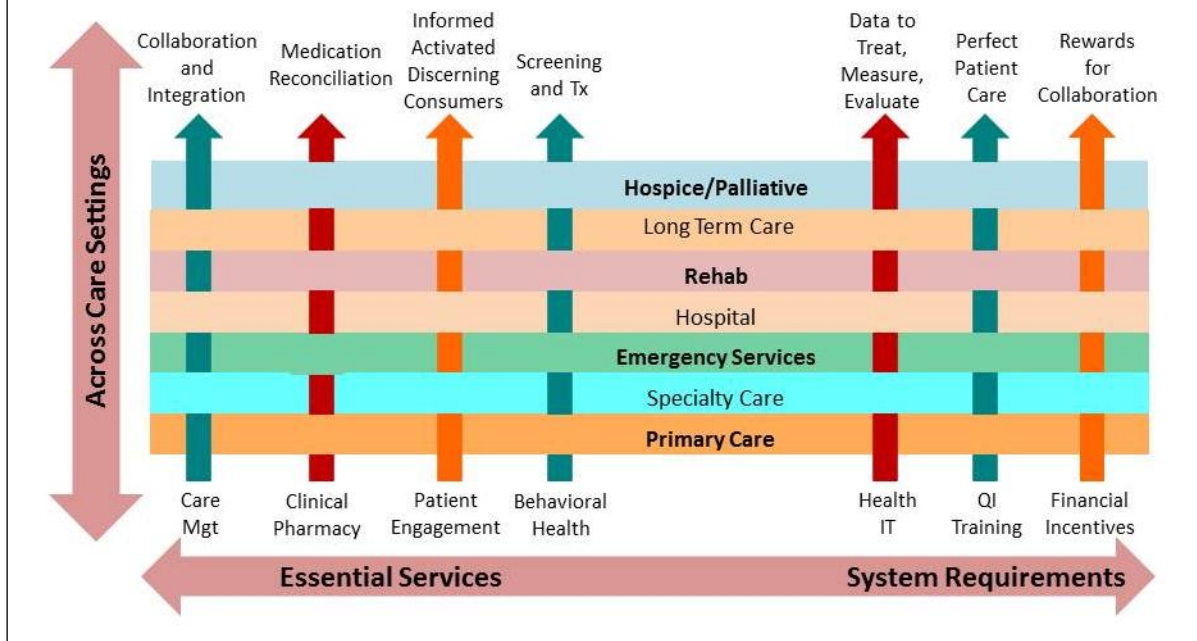 Collaboration
and
Integration
Medication
Reconciliation
Informed
Activated
Discerning
Consumers
Screening
and Tx
Data to
Treat,
Measure,
Evaluate
Perfect
Patient
Care
Rewards
for
Collaboration
Across Care Settings
Hospice/Palliative
Long Term Care
Rehab
Hospital
Emergency Services
Specialty Care
Primary Care
Care
Mgt
Clinical
Pharmacy
Patient
Engagement
Behavioral
Health
Health
IT
QI
Training
Financial
Incentives
Essential Services
System Requirements